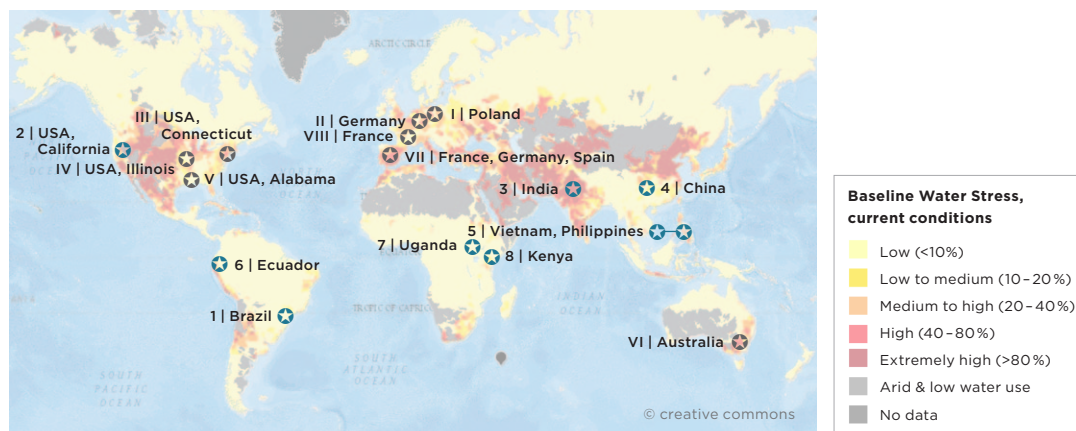 ARCTIC CIRCLE
III | USA,
Connecticut
2 | USA,
California
IV | USA, Illinois
V | USA, Alabama
II | Germany
I | Poland
VIII | France
VII | France, Germany, Spain
3 | India
4 | China
5 | Vietnam, Philippines
7 | Uganda
8 | Kenya
6 | Ecuador
INDIAN
OCEAN
TROPIC OF CAPRIC
1 | Brazil
VI | Australia
SOUTH
PACIFIC
OCEAN
SOUTH
ATLANTIC
OCEAN
© creative commons
Baseline Water Stress,
current conditions
Low (<10%)
Low to medium (10–20%)
Medium to high (20–40%)
High (40–80%)
Extremely high (>80%)
Arid & low water use
No data